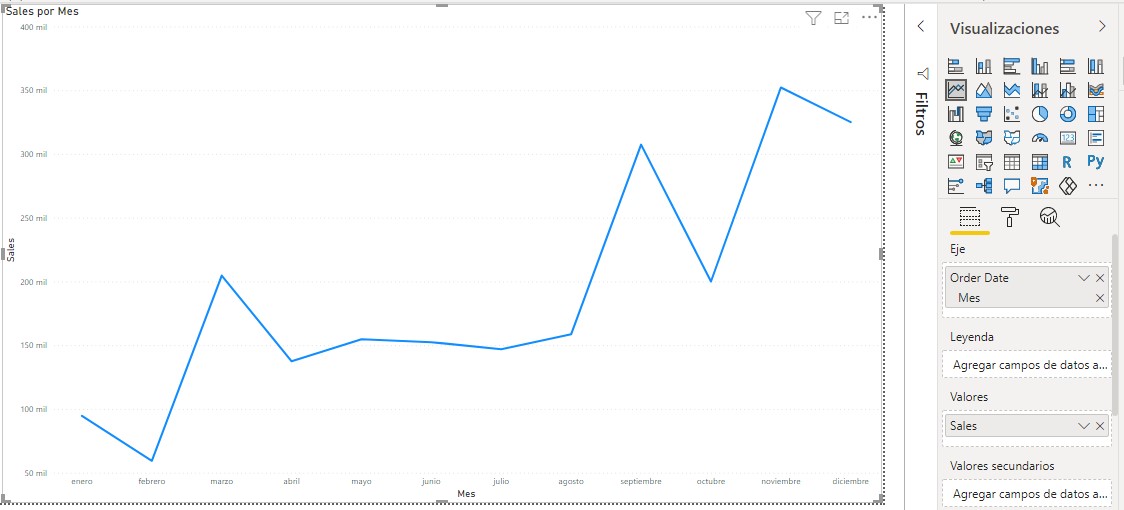 Sales por Mes
400 mil
350 mil
300 mil
250 mil
200 mil
150 mil
100 mil
50 mil
Sales
enero febrero marzo abril mayo junio julio agosto septiembre octubre noviembre diciembre
Mes
Filtros
Visualizaciones
123
R Py
Eje
Order Date
Mes
Leyenda
Agregar campos de datos a...
Valores
Sales
Valores secundarios
Agregar campos de datos a...